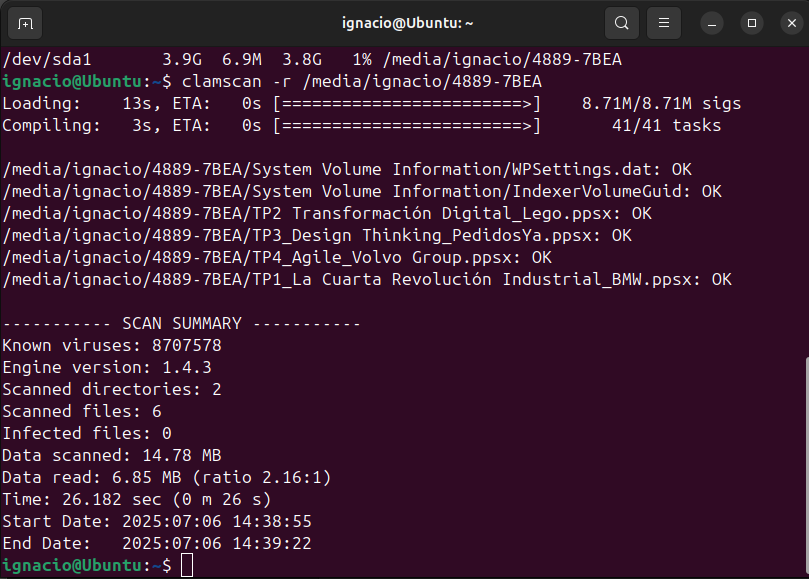 ignacio@Ubuntu: ~
/dev/sda1 3.9G 6.9M 3.8G 1% /media/ignacio/4889-7BEA
ignacio@Ubuntu:~$ clamscan -r /media/ignacio/4889-7BEA
Loading: 13s, ETA: 0s [========================>] 8.71M/8.71M sigs
Compiling: 3s, ETA: 0s [========================>] 41/41 tasks
/media/ignacio/4889-7BEA/System Volume Information/WPSettings.dat: OK
/media/ignacio/4889-7BEA/System Volume Information/IndexerVolumeGuid: OK
/media/ignacio/4889-7BEA/TP2 Transformación Digital_Lego.ppsx: OK
/media/ignacio/4889-7BEA/TP3_Design Thinking_PedidosYa.ppsx: OK
/media/ignacio/4889-7BEA/TP4_Agile_Volvo Group.ppsx: OK
/media/ignacio/4889-7BEA/TP1_La Cuarta Revolución Industrial_BMW.ppsx: OK
----------- SCAN SUMMARY -----------
Known viruses: 8707578
Engine version: 1.4.3
Scanned directories: 2
Scanned files: 6
Infected files: 0
Data scanned: 14.78 MB
Data read: 6.85 MB (ratio 2.16:1)
Time: 26.182 sec (0 m 26 s)
Start Date: 2025:07:06 14:38:55
End Date: 2025:07:06 14:39:22
ignacio@Ubuntu:~$